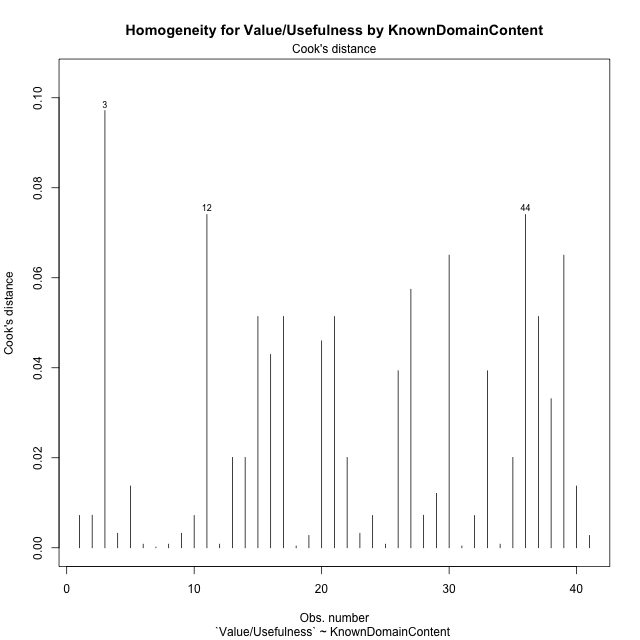 Homogeneity for Value/Usefulness by KnownDomainContent
Cook's distance
3
12
44
0.10
0.08
0.06
0.04
0.02
0.00
Cook's distance
0 10 20 30 40
Obs. number
`Value/Usefulness` ~ KnownDomainContent